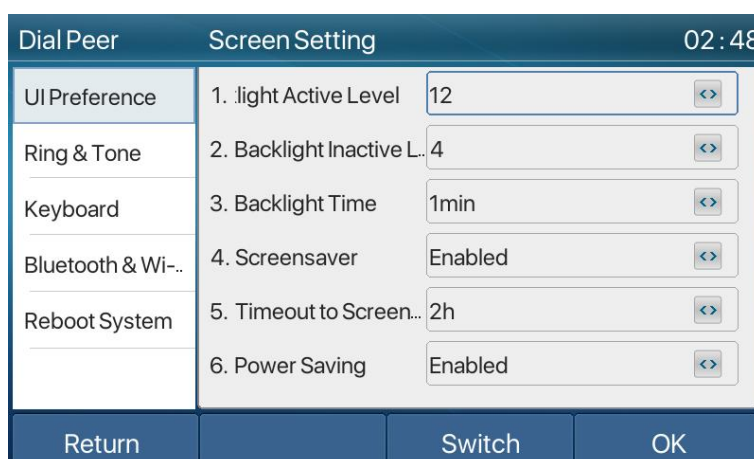 Dial Peer Screen Setting 02:48
UI Preference
Ring & Tone
Keyboard
Bluetooth & Wi-..
Reboot System
1. :light Active Level 12
2. Backlight Inactive L.. 4
3. Backlight Time 1min
4. Screensaver Enabled
5. Timeout to Screen... 2h
6. Power Saving Enabled
Return Switch OK